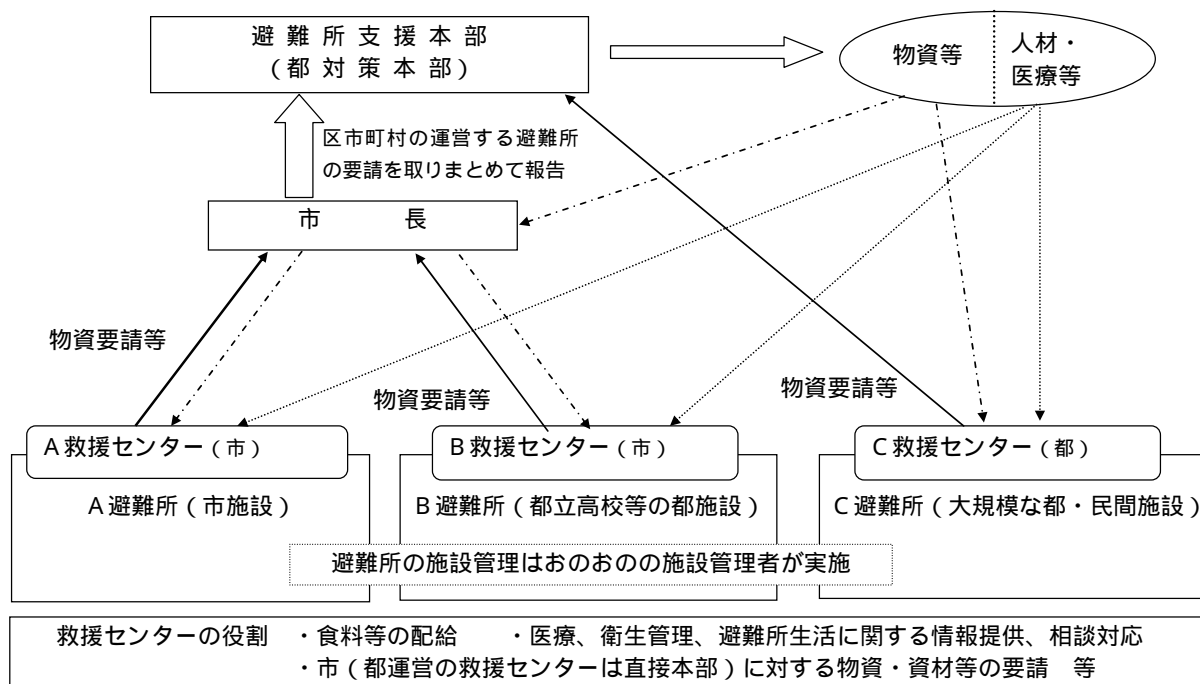 避難所支援本部
（都対策本部）
物資等
人材・
医療等
区市町村の運営する避難所
の要請を取りまとめて報告
市長
物資要請等
物資要請等
物資要請等
A救援センター（市）
B救援センター（市）
C救援センター（都）
A避難所（市施設）
B避難所（都立高校等の都施設）
C避難所（大規模な都・民間施設）
避難所の施設管理はおのおのの施設管理者が実施
救援センターの役割　・食料等の配給　・医療、衛生管理、避難所生活に関する情報提供、相談対応
・市（都運営の救援センターは直接本部）に対する物資・資材等の要請　等